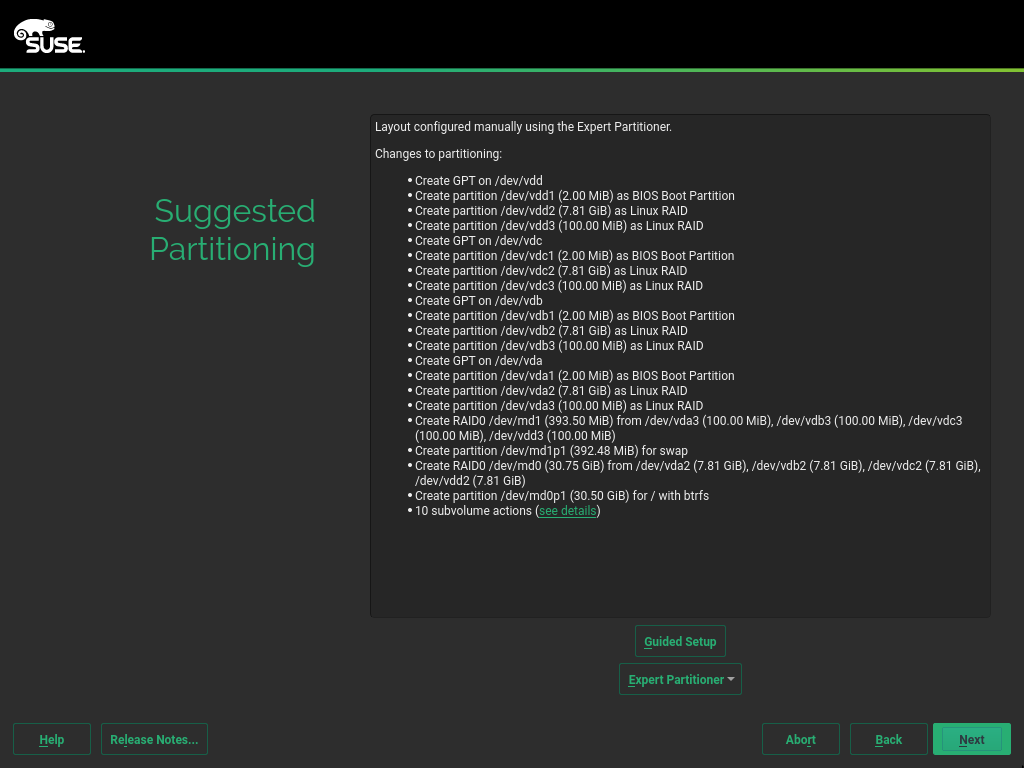 SUSE.
Suggested
Partitioning
Layout configured manually using the Expert Partitioner.
Changes to partitioning:
• Create GPT on /dev/vdd
• Create partition /dev/vdd1 (2.00 MiB) as BIOS Boot Partition
• Create partition /dev/vdd2 (7.81 GiB) as Linux RAID
• Create partition /dev/vdd3 (100.00 MiB) as Linux RAID
• Create GPT on /dev/vdc
• Create partition /dev/vdc1 (2.00 MiB) as BIOS Boot Partition
• Create partition /dev/vdc2 (7.81 GiB) as Linux RAID
• Create partition /dev/vdc3 (100.00 MiB) as Linux RAID
• Create GPT on /dev/vdb
• Create partition /dev/vdb1 (2.00 MiB) as BIOS Boot Partition
• Create partition /dev/vdb2 (7.81 GiB) as Linux RAID
• Create partition /dev/vdb3 (100.00 MiB) as Linux RAID
• Create GPT on /dev/vda
• Create partition /dev/vda1 (2.00 MiB) as BIOS Boot Partition
• Create partition /dev/vda2 (7.81 GiB) as Linux RAID
• Create partition /dev/vda3 (100.00 MiB) as Linux RAID
• Create RAID0 /dev/md1 (393.50 MiB) from /dev/vda3 (100.00 MiB), /dev/vdb3 (100.00 MiB), /dev/vdc3
(100.00 MiB), /dev/vdd3 (100.00 MiB)
• Create partition /dev/md1p1 (392.48 MiB) for swap
• Create RAID0 /dev/md0 (30.75 GiB) from /dev/vda2 (7.81 GiB), /dev/vdb2 (7.81 GiB), /dev/vdc2 (7.81 GiB),
/dev/vdd2 (7.81 GiB)
• Create partition /dev/md0p1 (30.50 GiB) for / with btrfs
• 10 subvolume actions (see details)
Guided Setup
Expert Partitioner
Help
Release Notes...
Abort
Back
Next